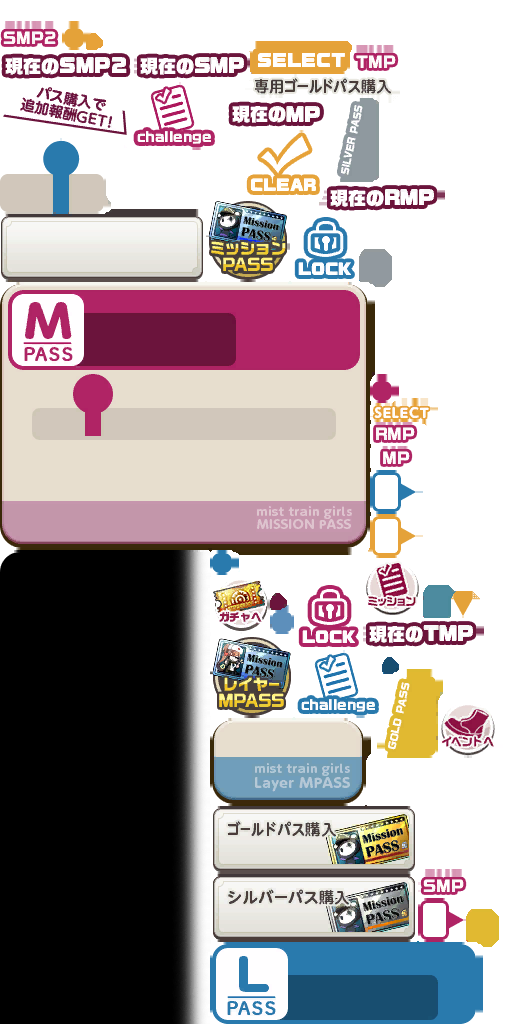 SMP2
現在のSMP2
現在のSMP
SELECT
TMP
専用ゴールドパス購入
パス購入で
追加報酬GET!
challenge
現在のMP
SILVER PASS
CLEAR
現在のRMP
Mission
PASS
ミッション
PASS
LOCK
M
PASS
SELECT
RMP
MP
mist train girls
MISSION PASS
ガチャへ
LOCK
ミッション
現在のTMP
Mission
PASS
レイヤー
MPASS
challenge
GOLD PASS
イベントへ
mist train girls
Layer MPASS
ゴールドパス購入
Mission
PASS
シルバーパス購入
Mission
PASS
SMP
L
PASS